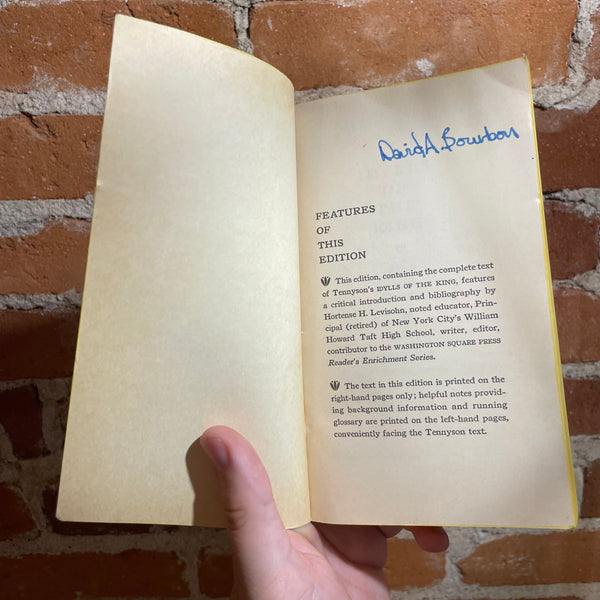 David A. Bourbon
FEATURES
OF
THIS
EDITION
This edition, containing the complete text
of Tennyson's IDYLLS OF THE KING, features
a critical introduction and bibliography by
Hortense H. Levisohn, noted educator, Prin-
cipal (retired) of New York City's William
Howard Taft High School, writer, editor,
contributor to the WASHINGTON SQUARE PRESS
Reader's Enrichment Series.
The text in this edition is printed on the
right-hand pages only; helpful notes provid-
ing background information and running
glossary are printed on the left-hand pages,
conveniently facing the Tennyson text.